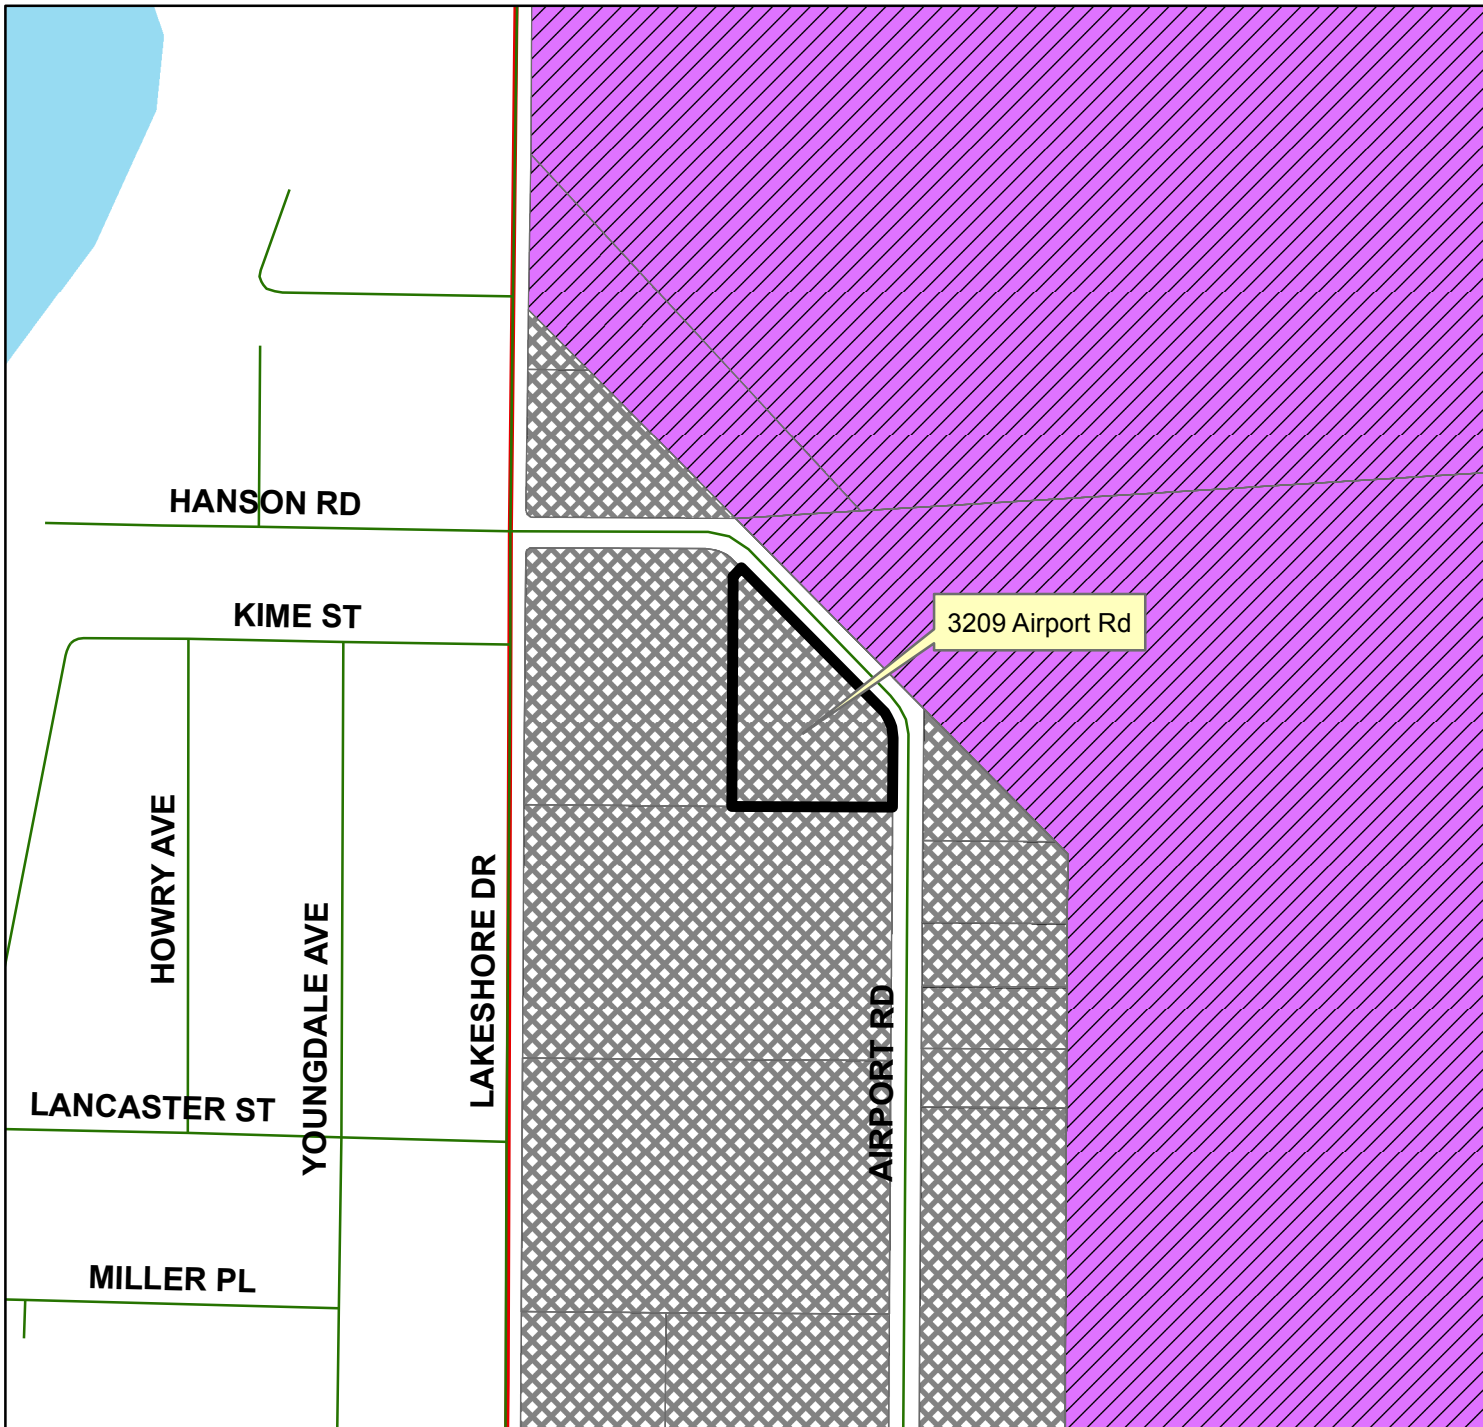 HANSON RD
KIME ST
3209 Airport Rd
HOWRY AVE
YOUNGDALE AVE
LAKESHORE DR
AIRPORT RD
LANCASTER ST
MILLER PL